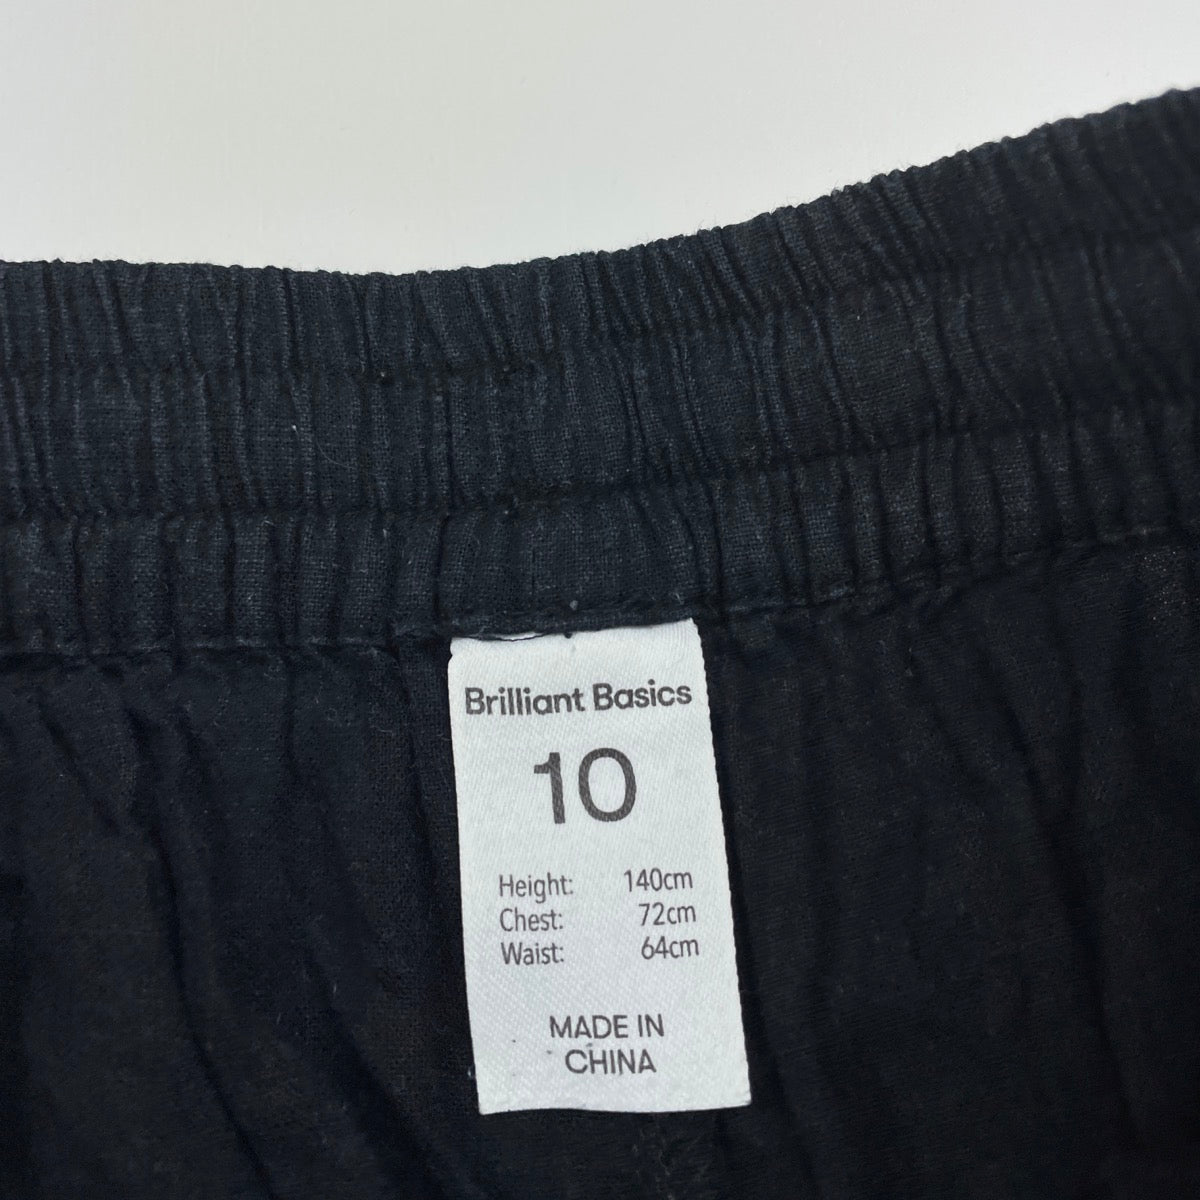 Brilliant Basics
10
Height: 140cm
Chest: 72cm
Waist: 64cm
MADE IN
CHINA